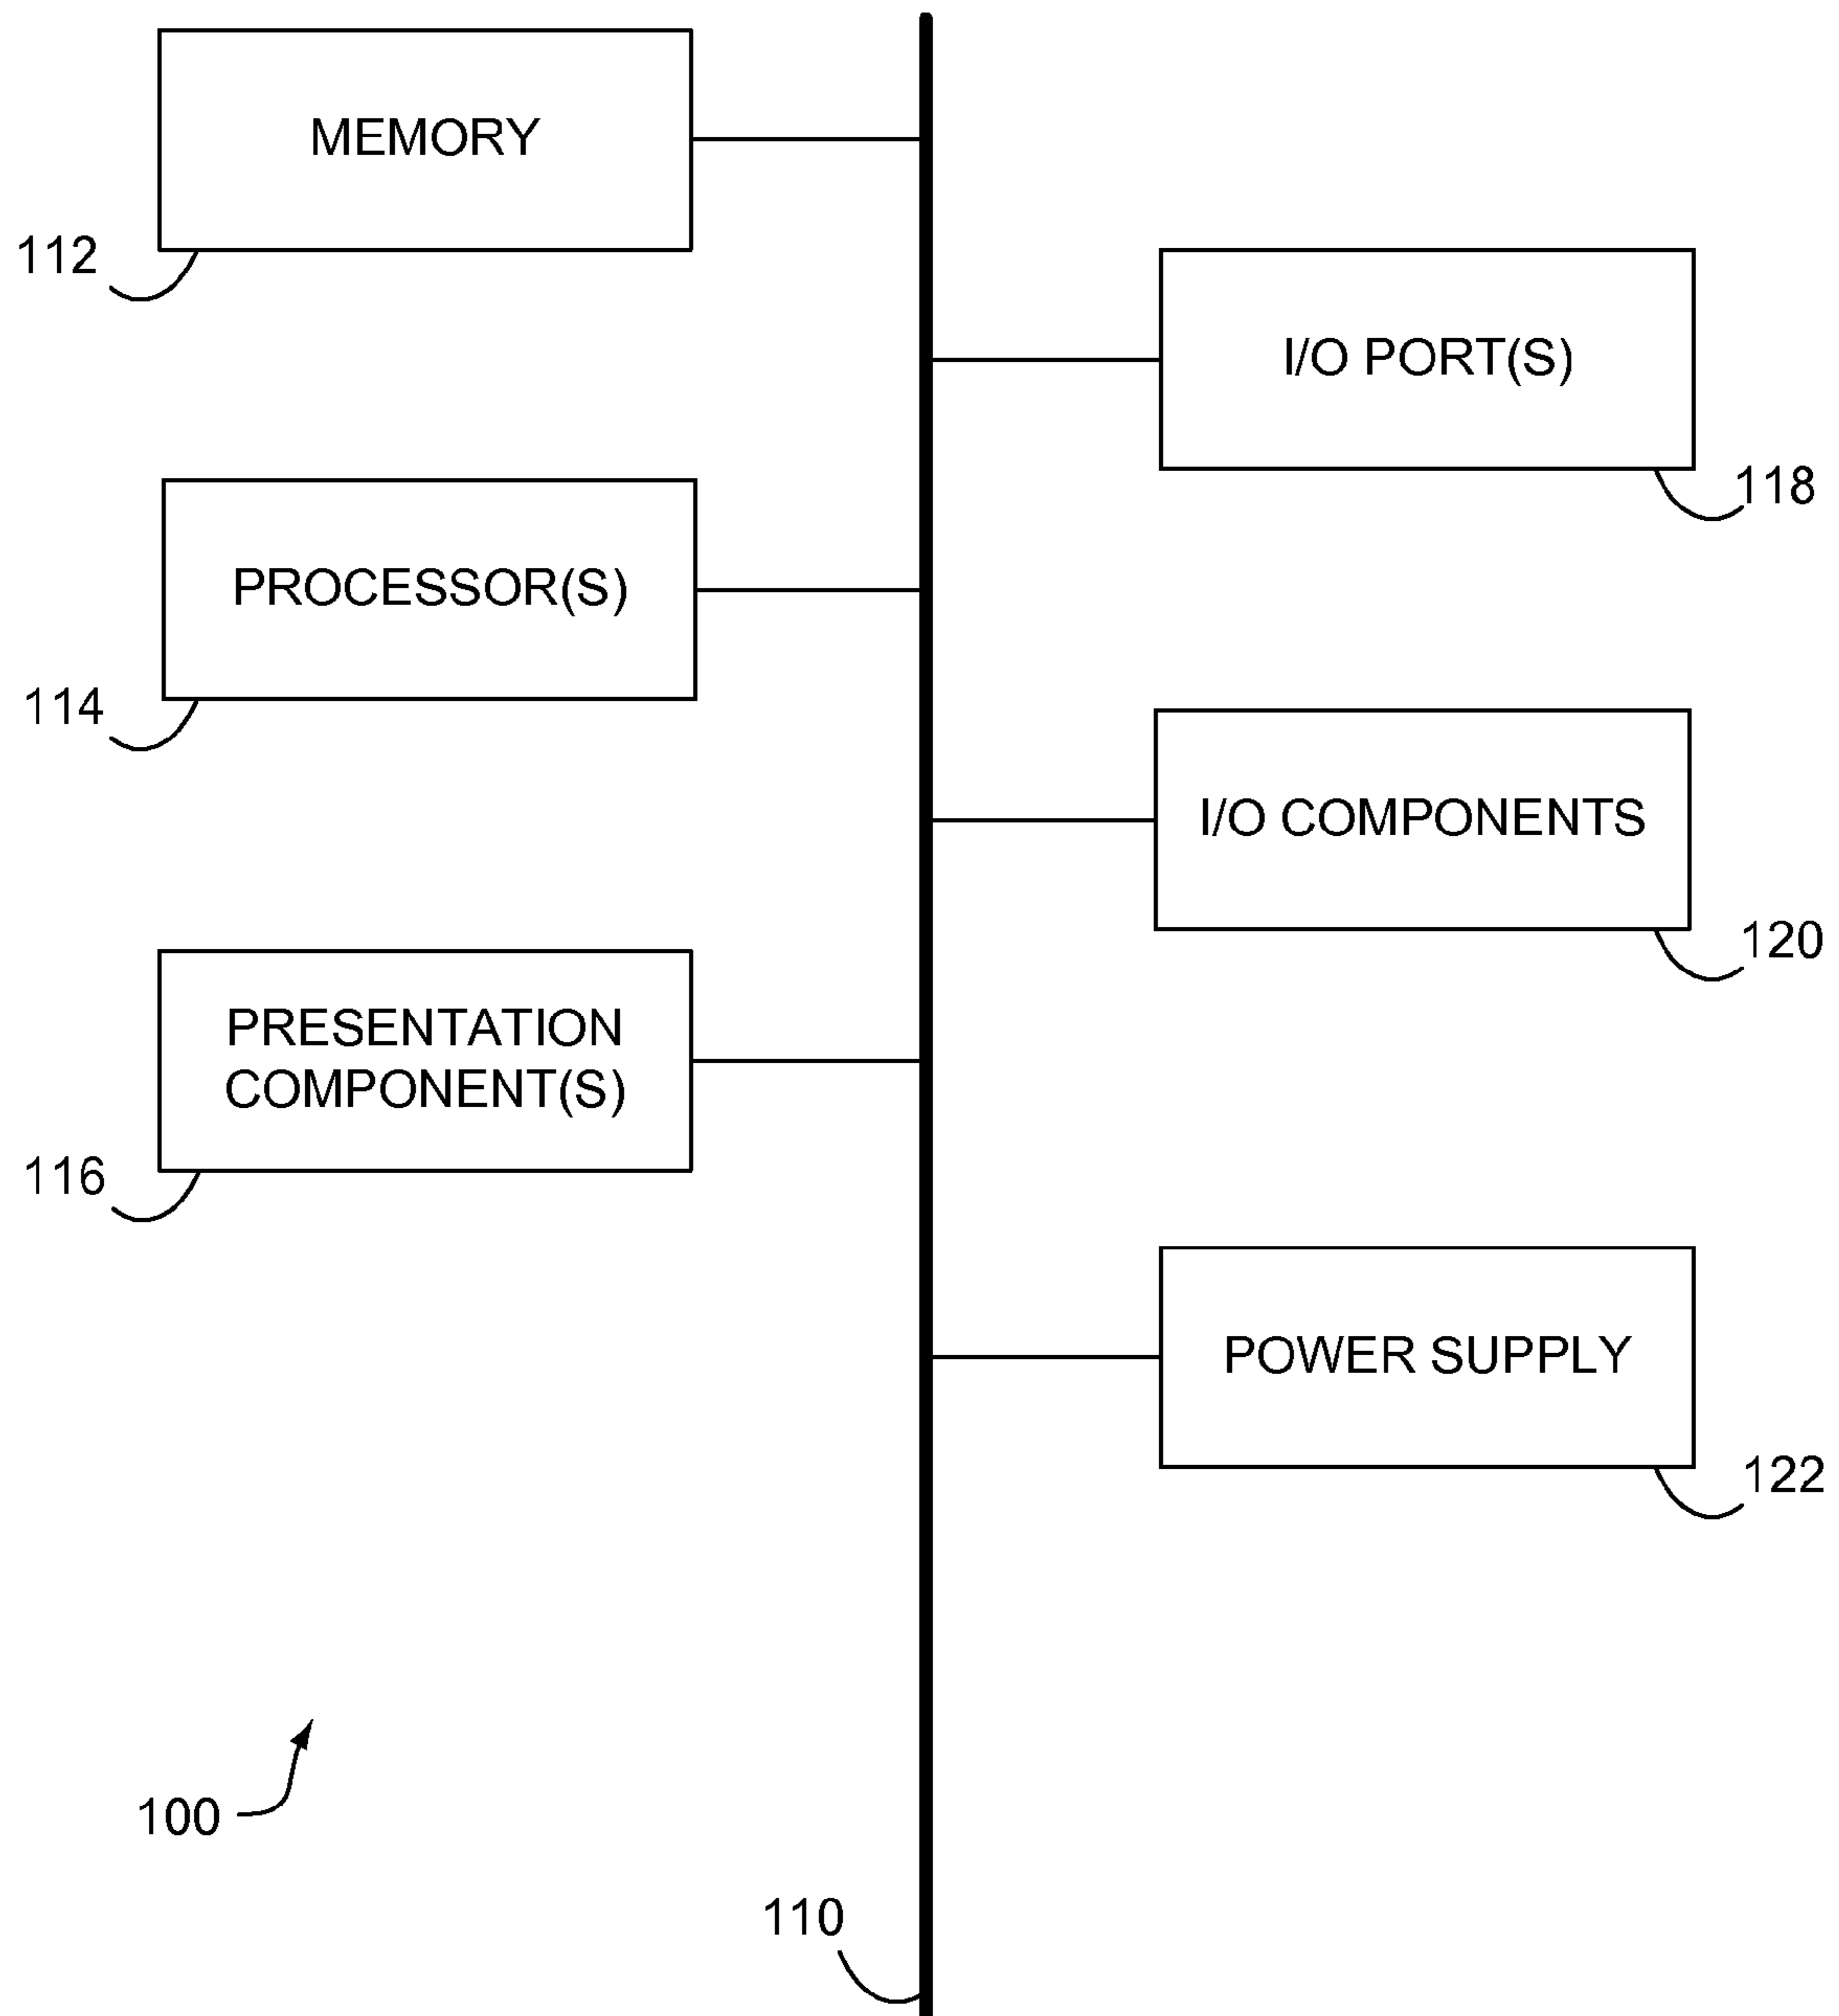 MEMORY
112
I/O PORT(S)
118
PROCESSOR(S)
114
I/O COMPONENTS
120
PRESENTATION
COMPONENT(S)
116
POWER SUPPLY
122
100
110